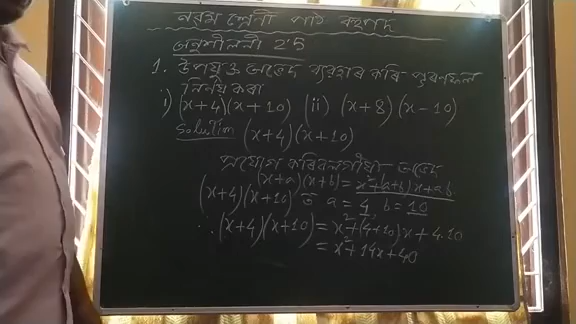 নৱম শ্ৰেণী পাঠ বহুপদ
অনুশীলনী 2.5
1. উপযুক্ত অভেদ ব্যৱহাৰ কৰি পূৰণফল
নিৰ্ণয় কৰা
i) (x+4)(x+10) (ii) (x+8) (x-10)
Solution (x+4)(x+10)
প্ৰয়োগ কৰিবলগীয়া অভেদ
(x+a)(x+b) = x²+(a+b)x+ab
(x+4)(x+10) ত a = 4, b = 10
∴ (x+4)(x+10) = x²+(4+10)x + 4.10
= x²+14x+40